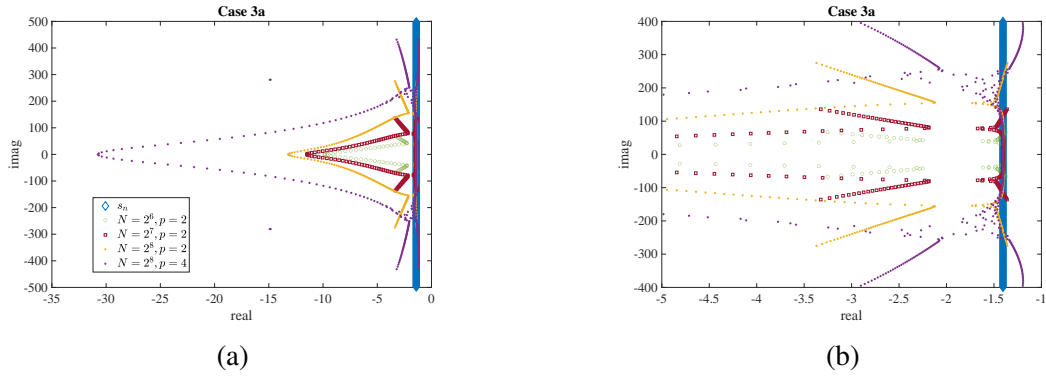 Case 3a
500
400
300
200
100
0
-100
-200
-300
-400
-500
imag
-35 -30 -25 -20 -15 -10 -5 0
real
s_n
N = 2^6, p = 2
N = 2^7, p = 2
N = 2^8, p = 2
N = 2^8, p = 4
(a)
Case 3a
400
300
200
100
0
-100
-200
-300
-400
imag
-5 -4.5 -4 -3.5 -3 -2.5 -2 -1.5 -1
real
(b)